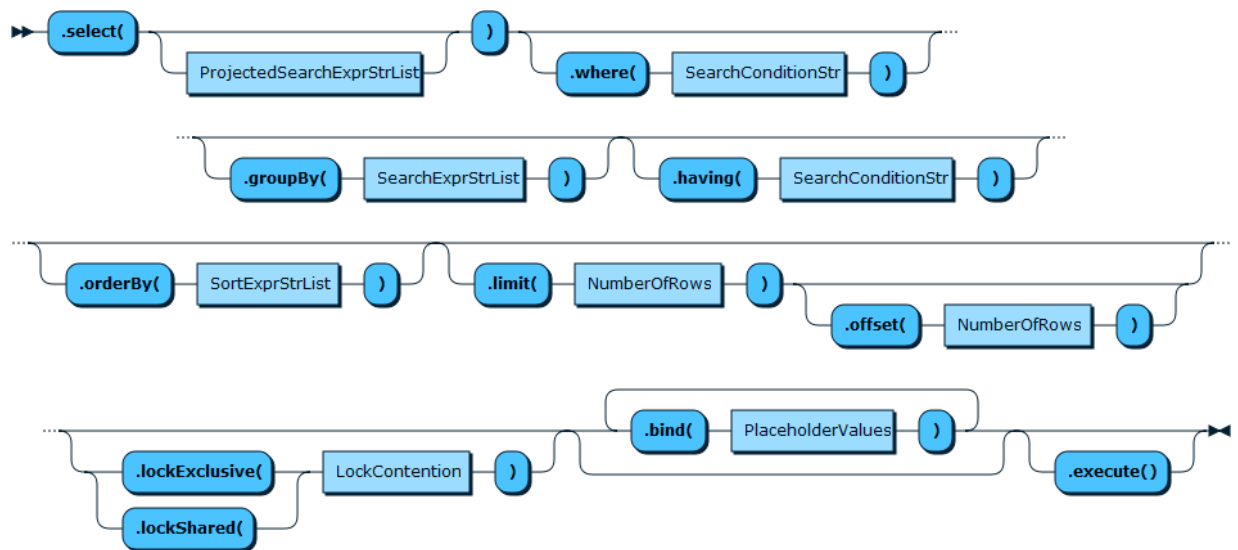 .select( ProjectedSearchExprStrList ) .where( SearchConditionStr )
.groupBy( SearchExprStrList ) .having( SearchConditionStr )
.orderBy( SortExprStrList ) .limit( NumberOfRows ) .offset( NumberOfRows )
.lockExclusive( .lockShared( LockContention ) .bind( PlaceholderValues ) .execute()